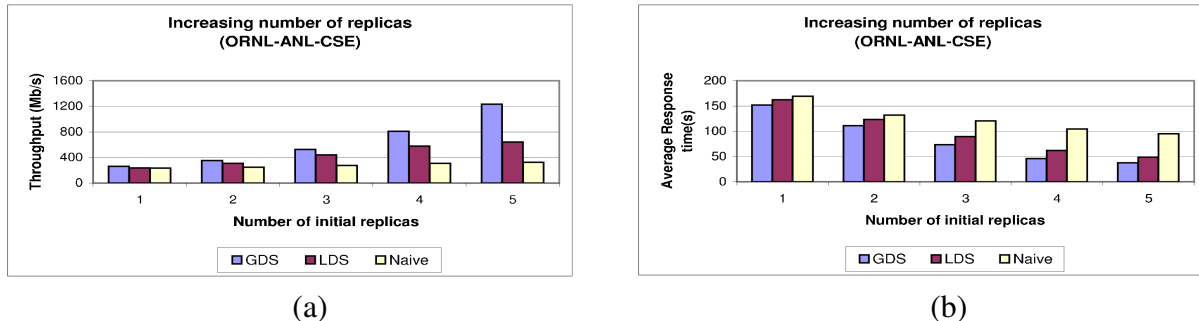 Increasing number of replicas
(ORNL-ANL-CSE)
Throughput (Mb/s)
1600
1200
800
400
0
1 2 3 4 5
Number of initial replicas
GDS LDS Naive
(a)
Increasing number of replicas
(ORNL-ANL-CSE)
Average Response
time(s)
200
150
100
50
0
1 2 3 4 5
Number of initial replicas
GDS LDS Naive
(b)